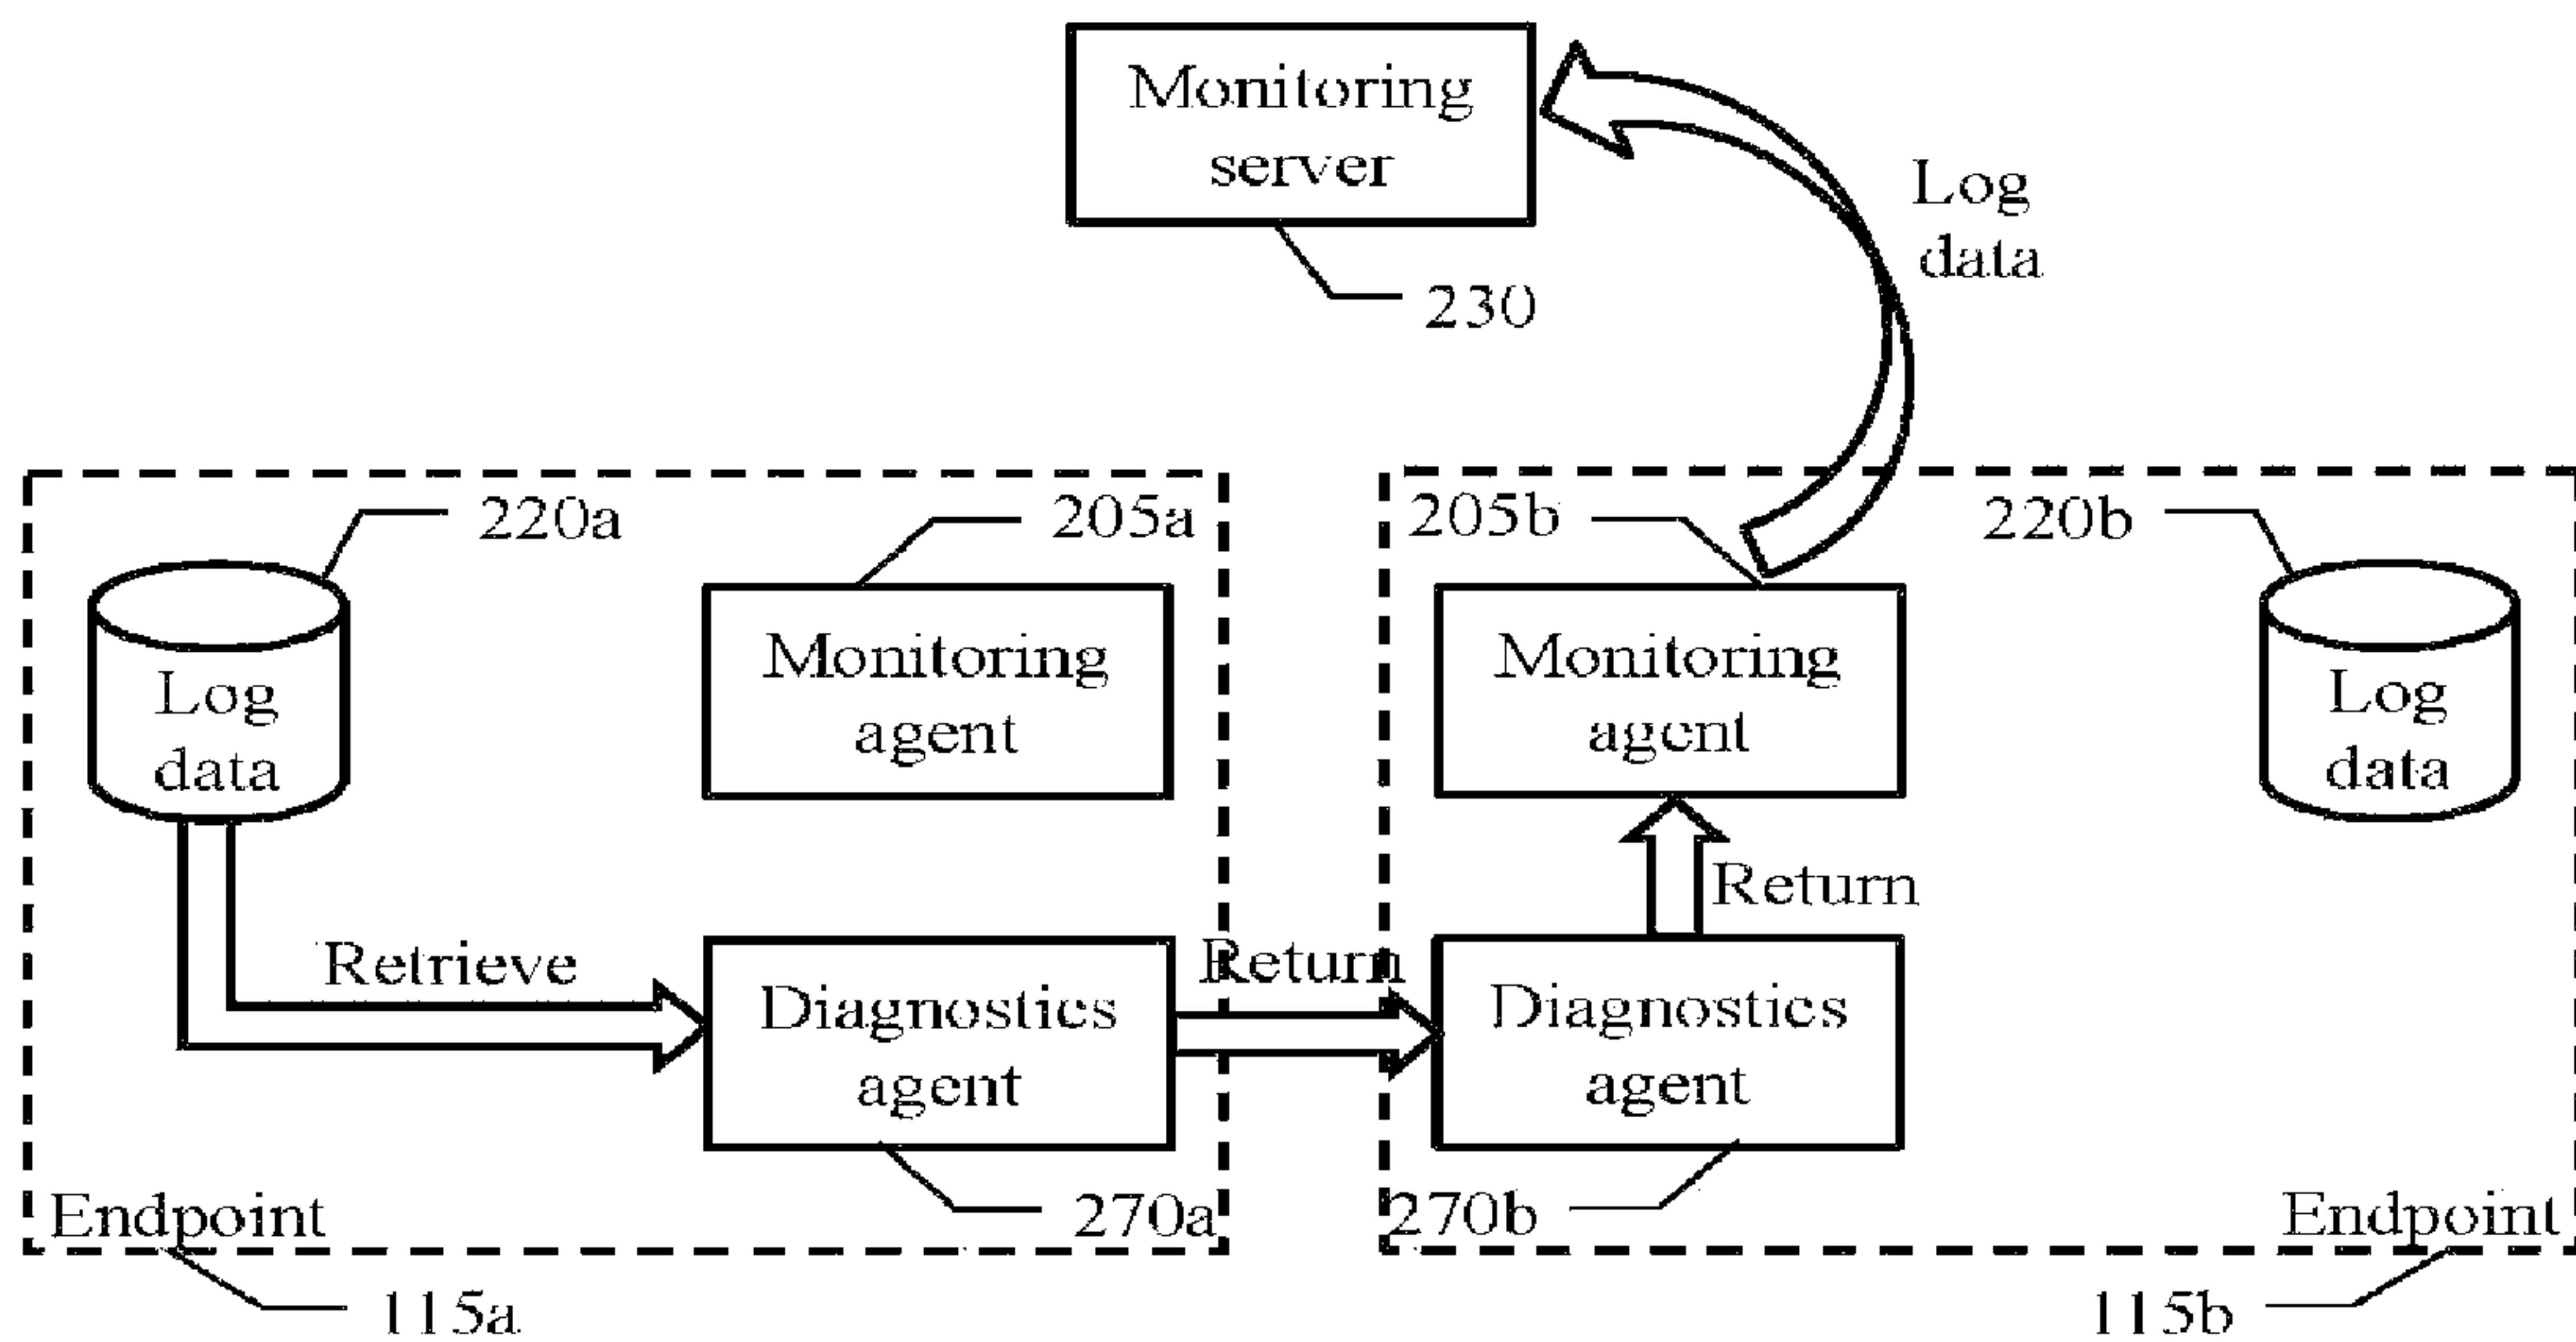 Monitoring
server
230
Log
data
220a
205a
205b
220b
Log
data
Monitoring
agent
Monitoring
agent
Log
data
Retrieve
Return
Return
Diagnostics
agent
Diagnostics
agent
270a
270b
Endpoint
Endpoint
115a
115b